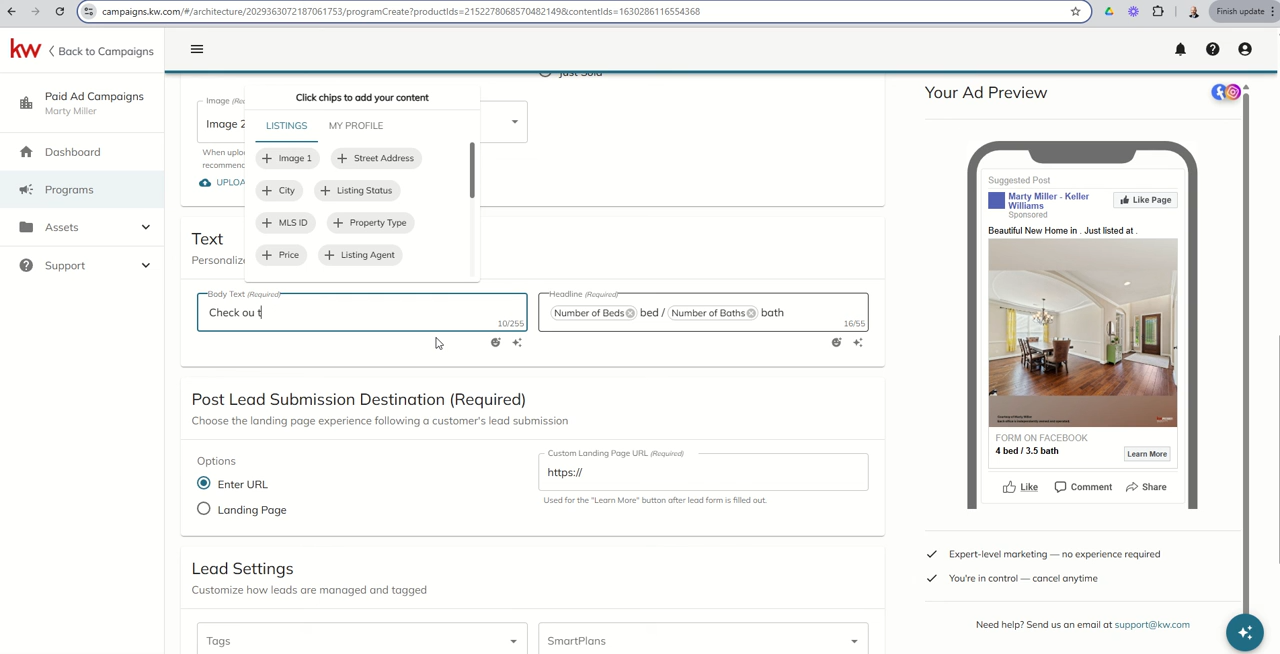 campaigns.kw.com/#/architecture/2029363072187061753/programCreate?productIds=2152278068570482149&contentIds=1630286116554368
Finish update
kw
Back to Campaigns
Paid Ad Campaigns
Marty Miller
Dashboard
Programs
Assets
Support
Just Sold
Image (Re
Image 2
When uploa
recommend
UPLOA
Click chips to add your content
LISTINGS
MY PROFILE
Image 1
Street Address
City
Listing Status
MLS ID
Property Type
Price
Listing Agent
Text
Personalize
Body Text (Required)
Check ou t
10/255
Headline (Required)
Number of Beds bed / Number of Baths bath
16/55
Post Lead Submission Destination (Required)
Choose the landing page experience following a customer's lead submission
Options
Enter URL
Landing Page
Custom Landing Page URL (Required)
https://
Used for the "Learn More" button after lead form is filled out.
Lead Settings
Customize how leads are managed and tagged
Tags
SmartPlans
Your Ad Preview
Suggested Post
Marty Miller - Keller
Williams
Sponsored
Like Page
Beautiful New Home in . Just listed at .
FORM ON FACEBOOK
4 bed / 3.5 bath
Learn More
Like
Comment
Share
Expert-level marketing — no experience required
You're in control — cancel anytime
Need help? Send us an email at support@kw.com